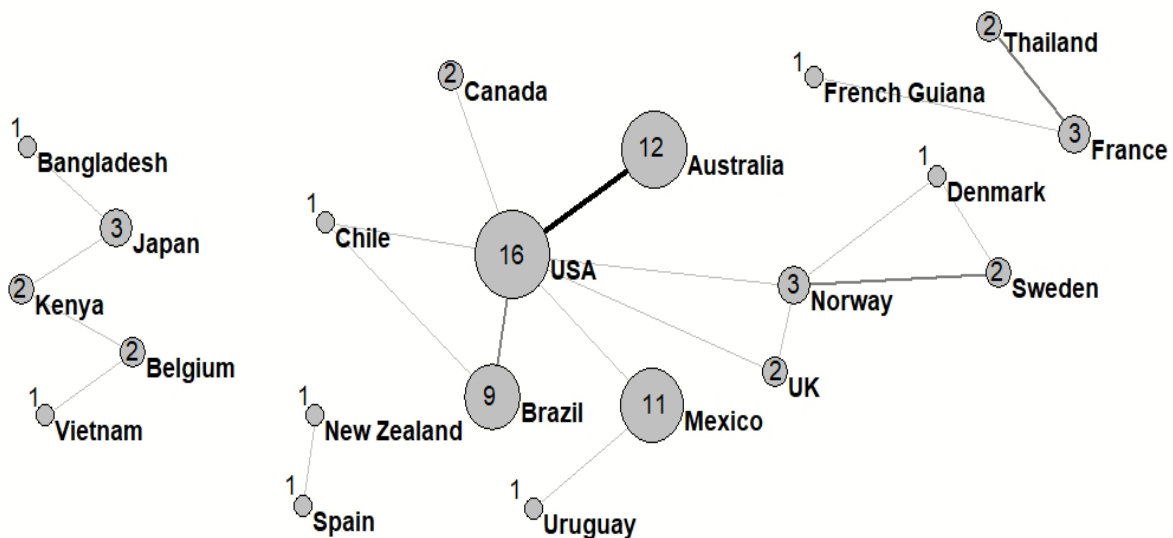 2
Thailand
1
French Guiana
3
France
2
Canada
12
Australia
1
Bangladesh
1
Denmark
3
Japan
1
Chile
16
USA
2
Kenya
3
Norway
2
Sweden
2
Belgium
2
UK
1
Vietnam
1
New Zealand
9
Brazil
11
Mexico
1
Spain
1
Uruguay